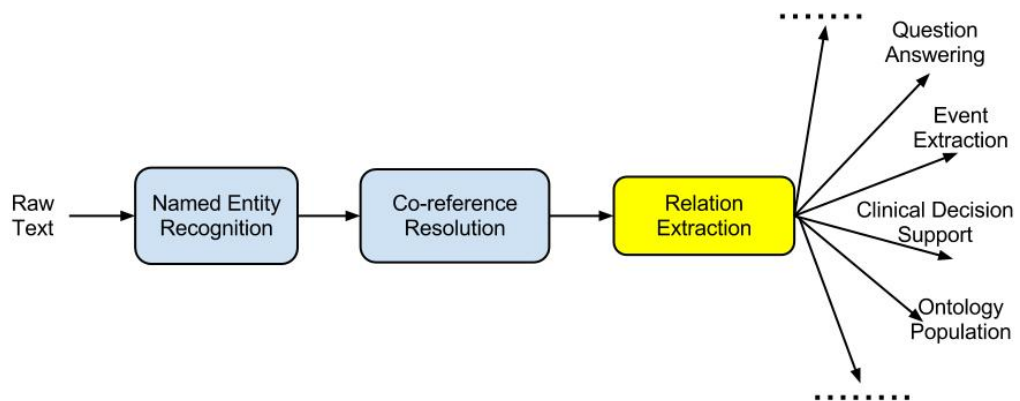 Raw
Text
Named Entity
Recognition
Co-reference
Resolution
Relation
Extraction
Question
Answering
Event
Extraction
Clinical Decision
Support
Ontology
Population